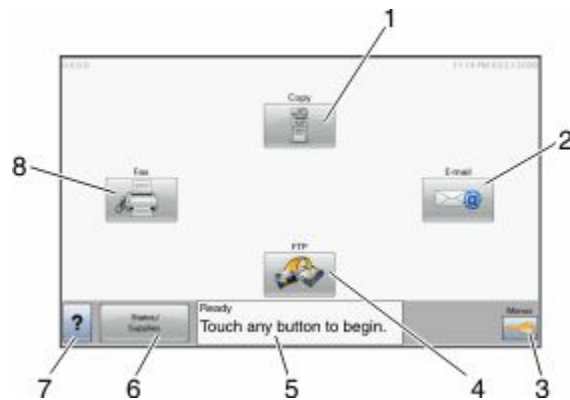 1
Copy
2
E-mail
8
Fax
FTP
Ready
Touch any button to begin.
?
Status/
Supplies
Menus
7
6
5
4
3